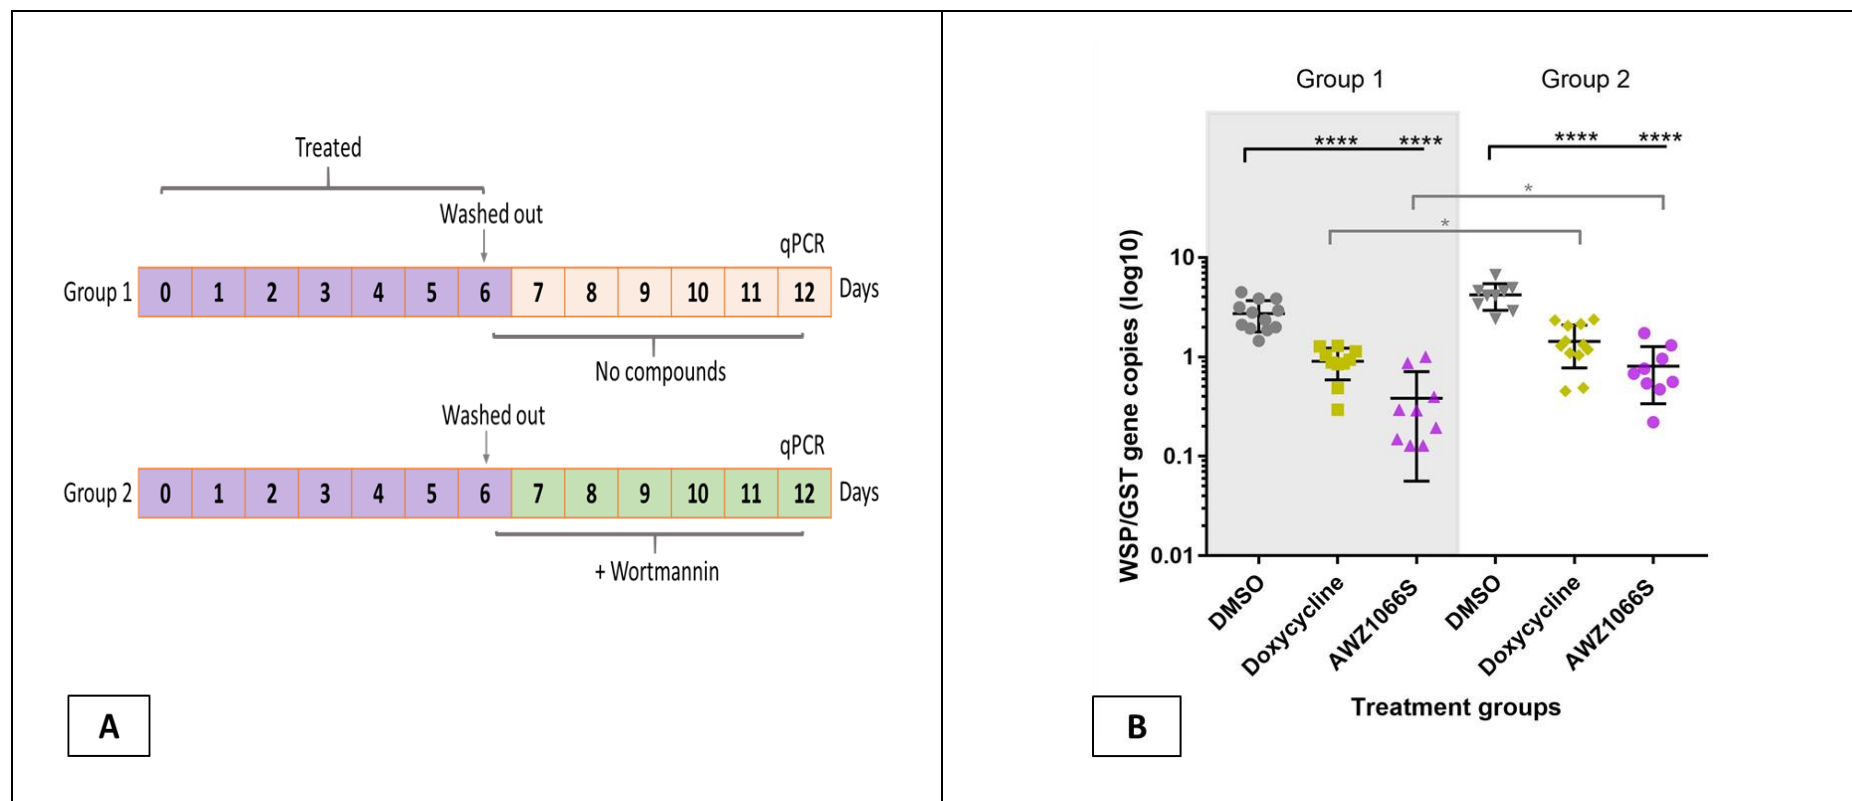 Treated
Washed out
qPCR
Group 1 0 1 2 3 4 5 6 7 8 9 10 11 12 Days
No compounds
Washed out
qPCR
Group 2 0 1 2 3 4 5 6 7 8 9 10 11 12 Days
+ Wortmannin
A
Group 1 Group 2
**** **** **** ****
*
*
WSP/GST gene copies (log10)
10
1
0.1
0.01
DMSO
Doxycycline
AWZ1066S
DMSO
Doxycycline
AWZ1066S
Treatment groups
B